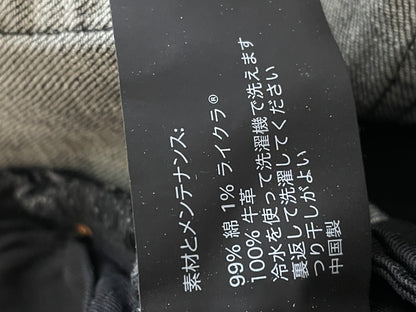 素材とメンテナンス:
99% 綿 1% ライクラ®
100% 牛革
冷水を使って洗濯機で洗えます
裏返して洗濯してください
つり干しがよい
中国製